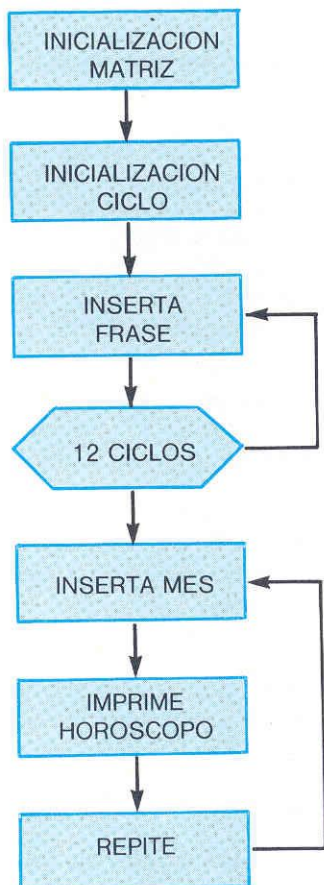 INICIALIZACION
MATRIZ
INICIALIZACION
CICLO
INSERTA
FRASE
12 CICLOS
INSERTA MES
IMPRIME
HOROSCOPO
REPITE